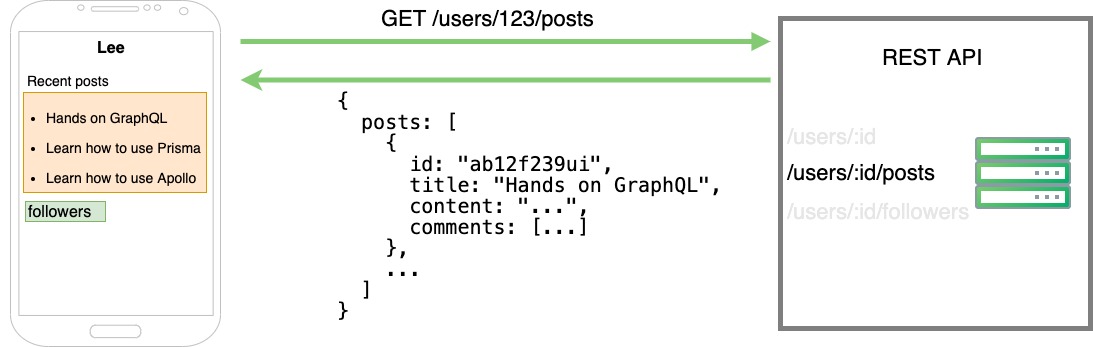 Lee
Recent posts
• Hands on GraphQL
• Learn how to use Prisma
• Learn how to use Apollo
followers
GET /users/123/posts
{
posts: [
{
id: "ab12f239ui",
title: "Hands on GraphQL",
content: "...",
comments: [...]
},
...
]
}
REST API
/users/:id
/users/:id/posts
/users/:id/followers